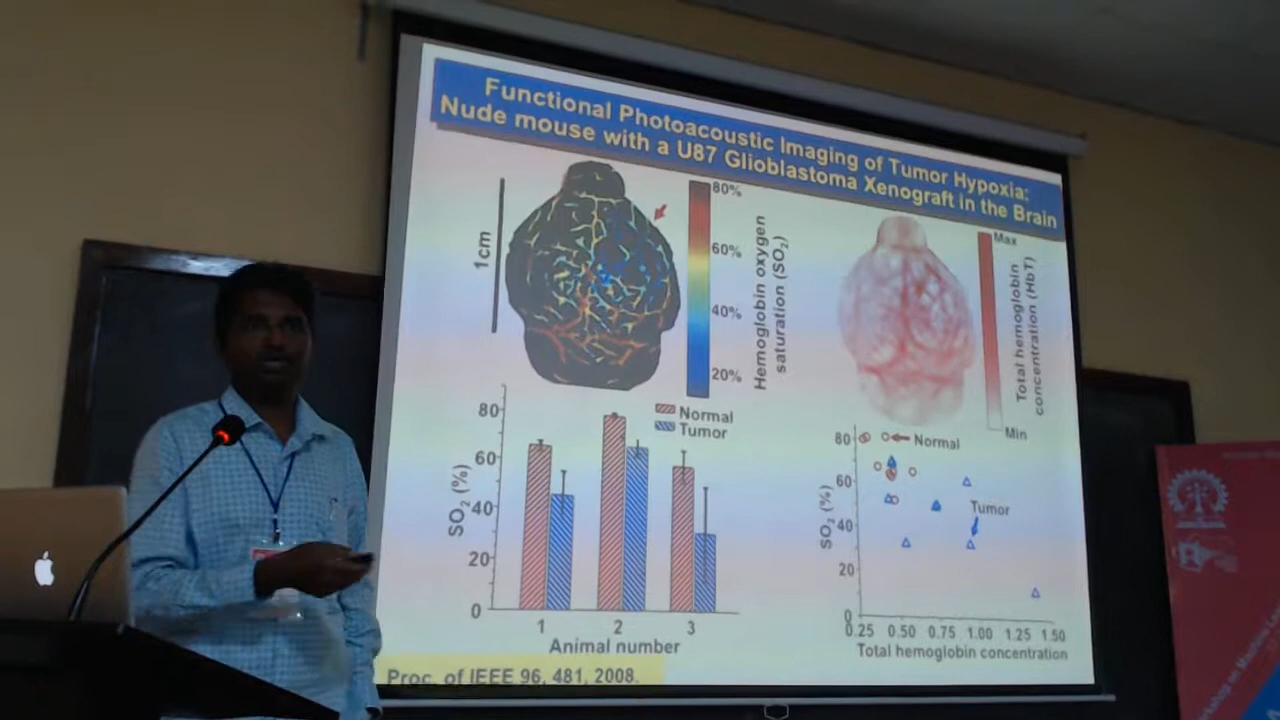 Functional Photoacoustic Imaging of Tumor Hypoxia:
Nude mouse with a U87 Glioblastoma Xenograft in the Brain
1cm
80%
60%
40%
20%
Hemoglobin oxygen
saturation (SO2)
Max
Min
Total hemoglobin
concentration (HbT)
SO2 (%)
80
60
40
20
0
Normal
Tumor
1 2 3
Animal number
SO2 (%)
80
60
40
20
0
Normal
Tumor
0.25 0.50 0.75 1.00 1.25 1.50
Total hemoglobin concentration
Proc. of IEEE 96, 481, 2008.